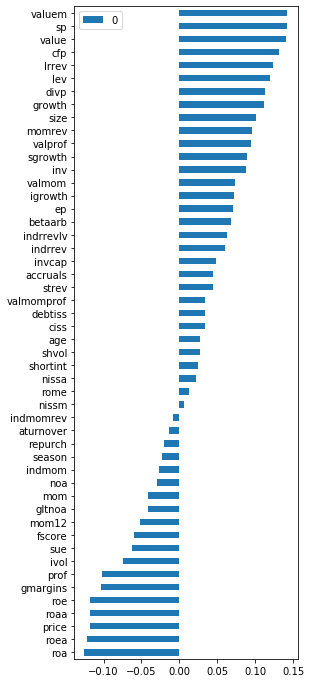 valuem
sp
value
cfp
lrrev
lev
divp
growth
size
momrev
valprof
sgrowth
inv
valmom
igrowth
ep
betaarb
indrrevlv
indrrev
invcap
accruals
strev
valmomprof
debtiss
ciss
age
shvol
shortint
nissa
rome
nissm
indmomrev
aturnover
repurch
season
indmom
noa
mom
gltnoa
mom12
fscore
sue
ivol
prof
gmargins
roe
roaa
price
roea
roa
0
−0.10 −0.05 0.00 0.05 0.10 0.15